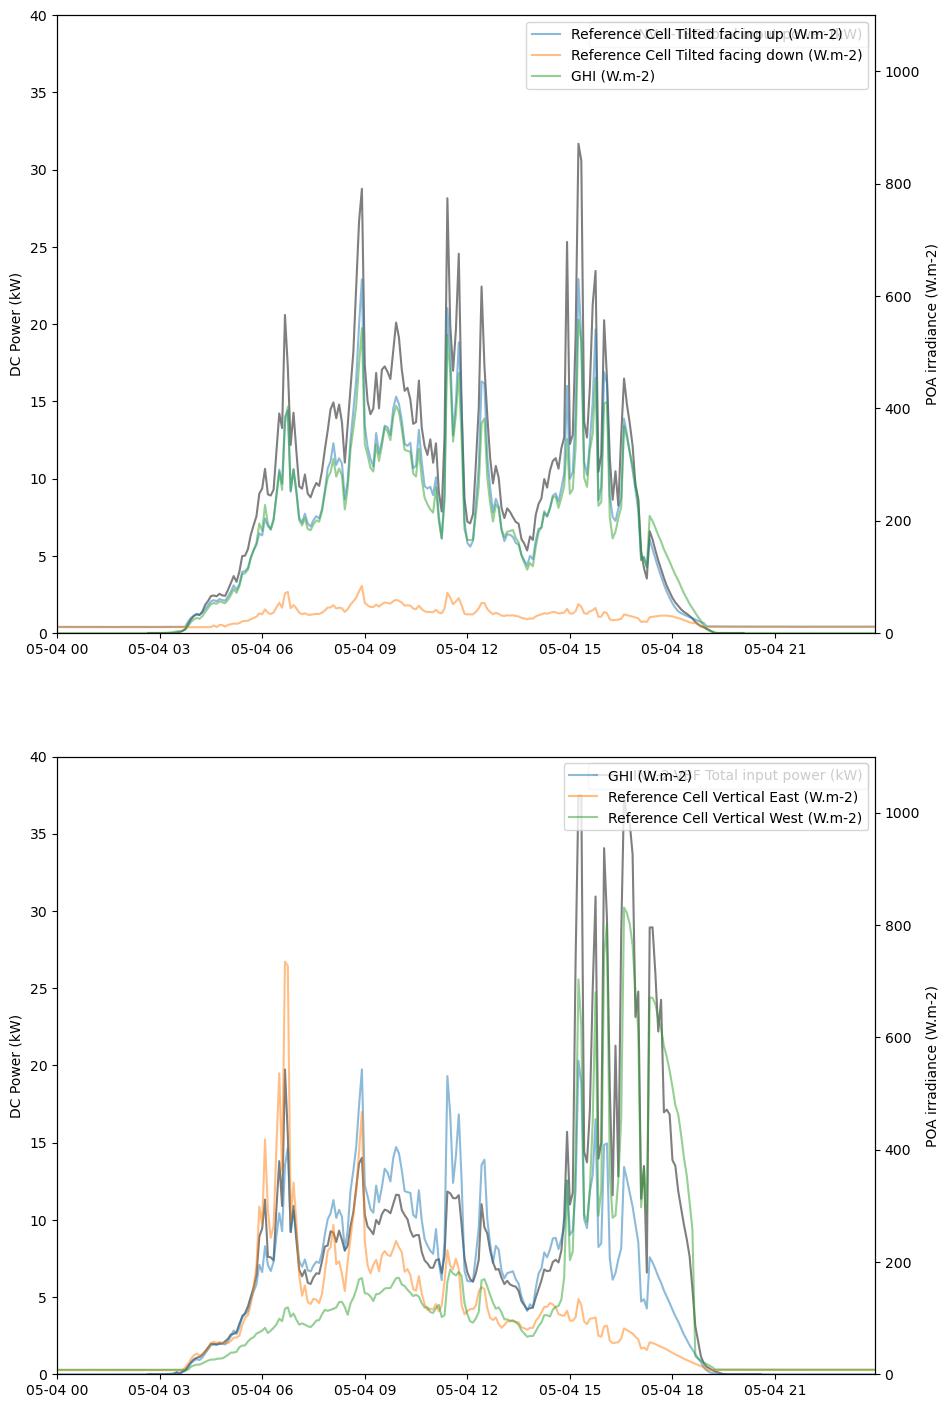 40
35
30
25
20
15
10
5
0
DC Power (kW)
Reference Cell Tilted facing up (W.m-2)
Reference Cell Tilted facing down (W.m-2)
GHI (W.m-2)
1000
800
600
400
200
0
POA irradiance (W.m-2)
05-04 00 05-04 03 05-04 06 05-04 09 05-04 12 05-04 15 05-04 18 05-04 21
40
35
30
25
20
15
10
5
0
DC Power (kW)
GHI (W.m-2) Total input power (kW)
Reference Cell Vertical East (W.m-2)
Reference Cell Vertical West (W.m-2)
1000
800
600
400
200
0
POA irradiance (W.m-2)
05-04 00 05-04 03 05-04 06 05-04 09 05-04 12 05-04 15 05-04 18 05-04 21